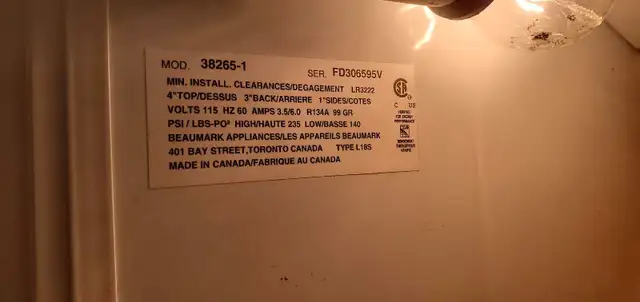 MOD. 38265-1 SER. FD306595V
MIN. INSTALL. CLEARANCES/DEGAGEMENT LR3222
4"TOP/DESSUS 3"BACK/ARRIERE 1"SIDES/COTES
VOLTS 115 HZ 60 AMPS 3.5/6.0 R134A 99 GR
PSI / LBS-PO² HIGH/HAUTE 235 LOW/BASSE 140
BEAUMARK APPLIANCES/LES APPAREILS BEAUMARK
401 BAY STREET,TORONTO CANADA TYPE L18S
MADE IN CANADA/FABRIQUE AU CANADA
C US